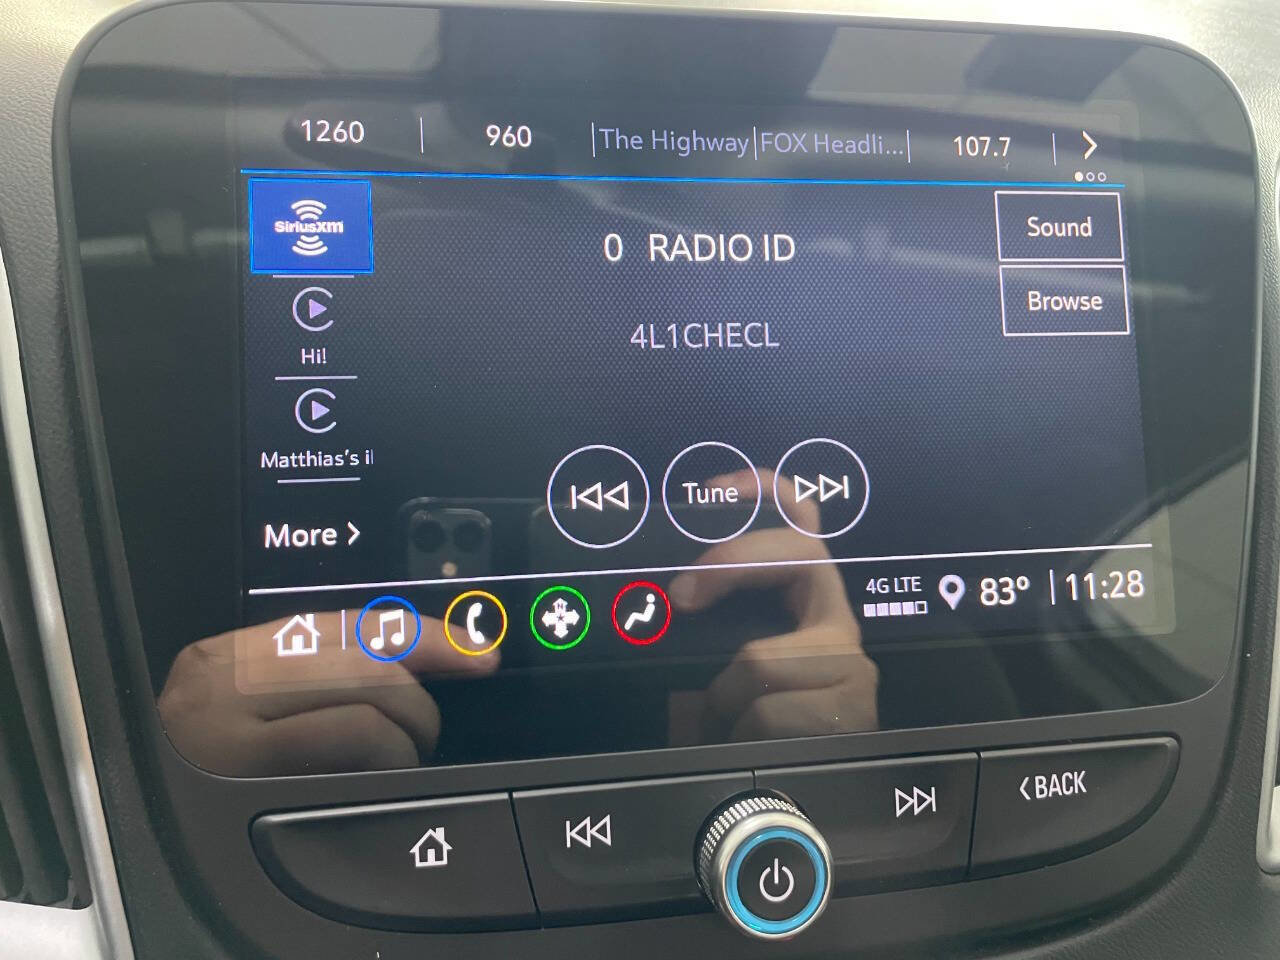 1260 960 The Highway FOX Headli... 107.7
SiriusXM
0 RADIO ID
Sound
4L1CHECL
Browse
Hi!
Matthias's i
Tune
More
4G LTE 83° 11:28
BACK